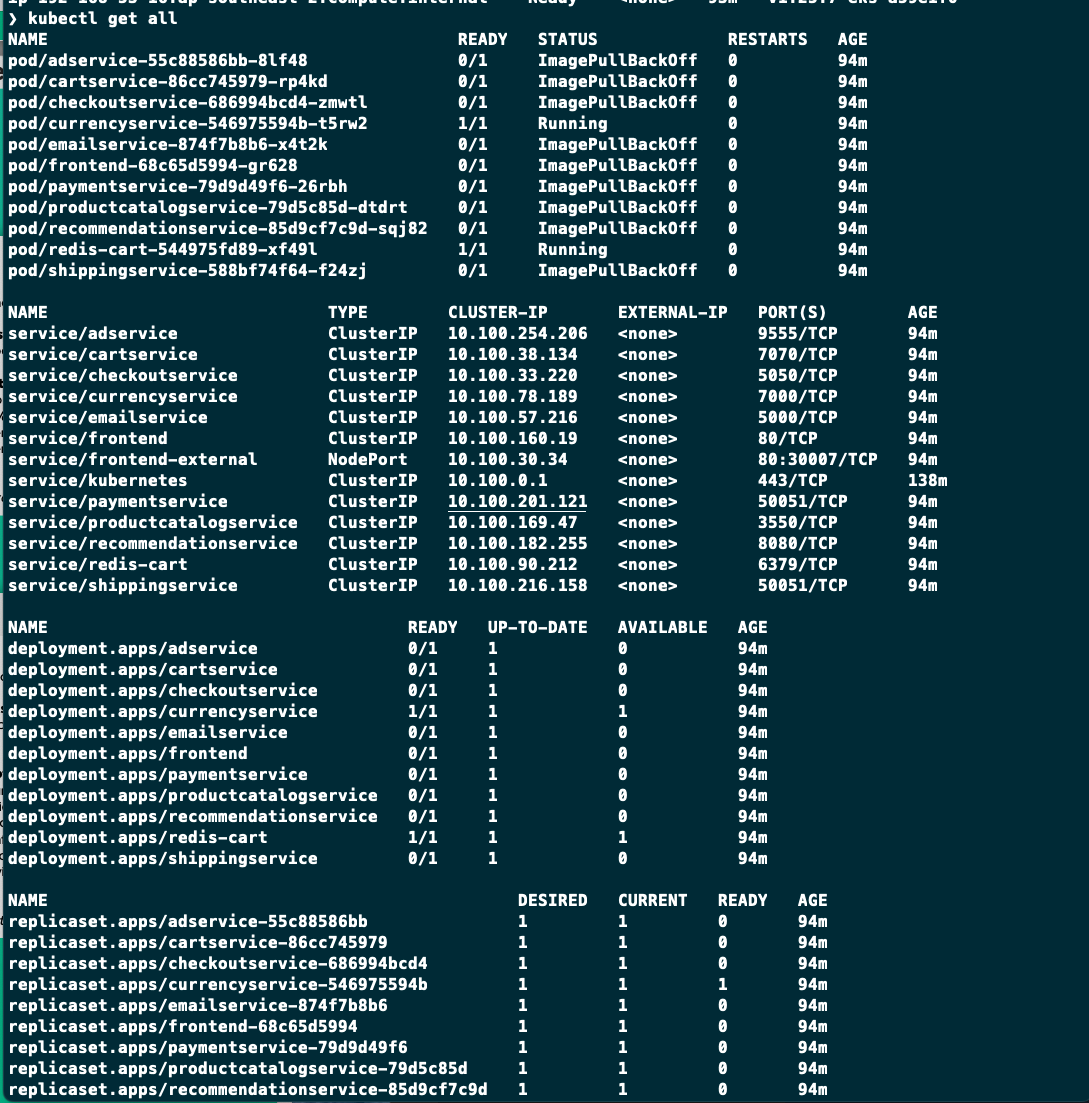 ❯ kubectl get all
NAME READY STATUS RESTARTS AGE
pod/adservice-55c88586bb-8lf48 0/1 ImagePullBackOff 0 94m
pod/cartservice-86cc745979-rp4kd 0/1 ImagePullBackOff 0 94m
pod/checkoutservice-686994bcd4-zmwtl 0/1 ImagePullBackOff 0 94m
pod/currencyservice-546975594b-t5rw2 1/1 Running 0 94m
pod/emailservice-874f7b8b6-x4t2k 0/1 ImagePullBackOff 0 94m
pod/frontend-68c65d5994-gr628 0/1 ImagePullBackOff 0 94m
pod/paymentservice-79d9d49f6-26rbh 0/1 ImagePullBackOff 0 94m
pod/productcatalogservice-79d5c85d-dtdrt 0/1 ImagePullBackOff 0 94m
pod/recommendationservice-85d9cf7c9d-sqj82 0/1 ImagePullBackOff 0 94m
pod/redis-cart-544975fd89-xf49l 1/1 Running 0 94m
pod/shippingservice-588bf74f64-f24zj 0/1 ImagePullBackOff 0 94m
NAME TYPE CLUSTER-IP EXTERNAL-IP PORT(S) AGE
service/adservice ClusterIP 10.100.254.206 <none> 9555/TCP 94m
service/cartservice ClusterIP 10.100.38.134 <none> 7070/TCP 94m
service/checkoutservice ClusterIP 10.100.33.220 <none> 5050/TCP 94m
service/currencyservice ClusterIP 10.100.78.189 <none> 7000/TCP 94m
service/emailservice ClusterIP 10.100.57.216 <none> 5000/TCP 94m
service/frontend ClusterIP 10.100.160.19 <none> 80/TCP 94m
service/frontend-external NodePort 10.100.30.34 <none> 80:30007/TCP 94m
service/kubernetes ClusterIP 10.100.0.1 <none> 443/TCP 138m
service/paymentservice ClusterIP 10.100.201.121 <none> 50051/TCP 94m
service/productcatalogservice ClusterIP 10.100.169.47 <none> 3550/TCP 94m
service/recommendationservice ClusterIP 10.100.182.255 <none> 8080/TCP 94m
service/redis-cart ClusterIP 10.100.90.212 <none> 6379/TCP 94m
service/shippingservice ClusterIP 10.100.216.158 <none> 50051/TCP 94m
NAME READY UP-TO-DATE AVAILABLE AGE
deployment.apps/adservice 0/1 1 0 94m
deployment.apps/cartservice 0/1 1 0 94m
deployment.apps/checkoutservice 0/1 1 0 94m
deployment.apps/currencyservice 1/1 1 1 94m
deployment.apps/emailservice 0/1 1 0 94m
deployment.apps/frontend 0/1 1 0 94m
deployment.apps/paymentservice 0/1 1 0 94m
deployment.apps/productcatalogservice 0/1 1 0 94m
deployment.apps/recommendationservice 0/1 1 0 94m
deployment.apps/redis-cart 1/1 1 1 94m
deployment.apps/shippingservice 0/1 1 0 94m
NAME DESIRED CURRENT READY AGE
replicaset.apps/adservice-55c88586bb 1 1 0 94m
replicaset.apps/cartservice-86cc745979 1 1 0 94m
replicaset.apps/checkoutservice-686994bcd4 1 1 0 94m
replicaset.apps/currencyservice-546975594b 1 1 1 94m
replicaset.apps/emailservice-874f7b8b6 1 1 0 94m
replicaset.apps/frontend-68c65d5994 1 1 0 94m
replicaset.apps/paymentservice-79d9d49f6 1 1 0 94m
replicaset.apps/productcatalogservice-79d5c85d 1 1 0 94m
replicaset.apps/recommendationservice-85d9cf7c9d 1 1 0 94m